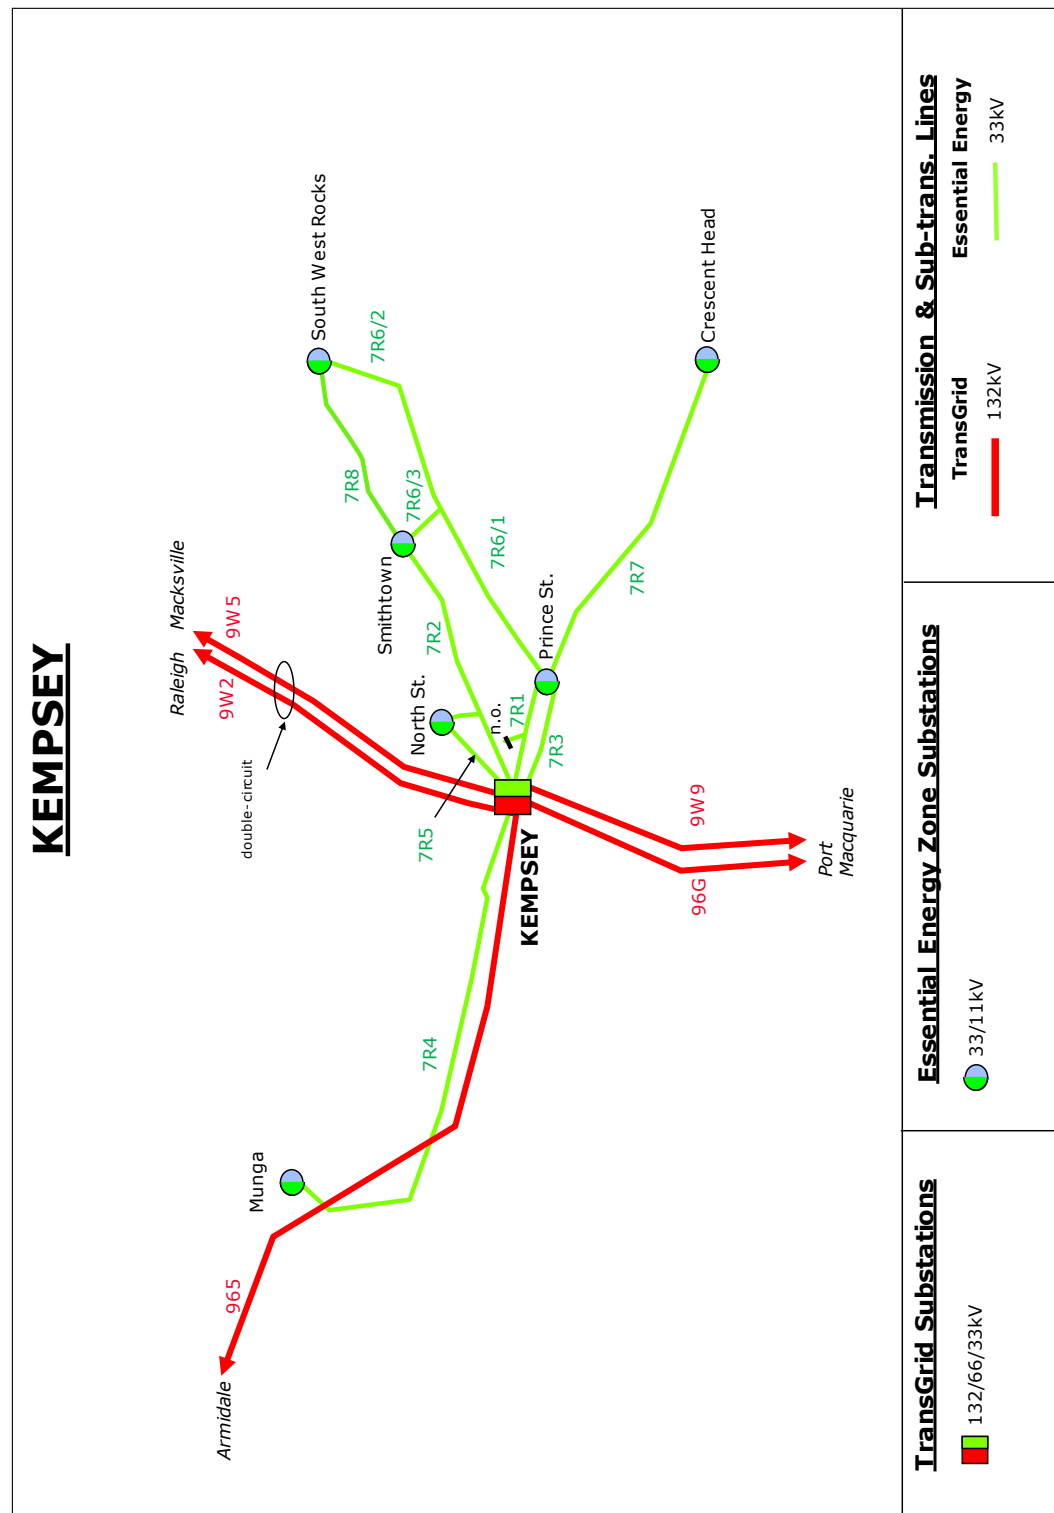 KEMPSEY
Armidale
965
Munga
7R4
Raleigh
Macksville
9W2
9W5
double-circuit
7R5
North St.
n.o.
7R1
7R3
7R2
Smithtown
7R8
7R6/3
7R6/2
7R6/1
South West Rocks
Prince St.
7R7
Crescent Head
KEMPSEY
96G
9W9
Port
Macquarie
TransGrid Substations
132/66/33kV
Essential Energy Zone Substations
33/11kV
Transmission & Sub-trans. Lines
TransGrid
Essential Energy
132kV
33kV